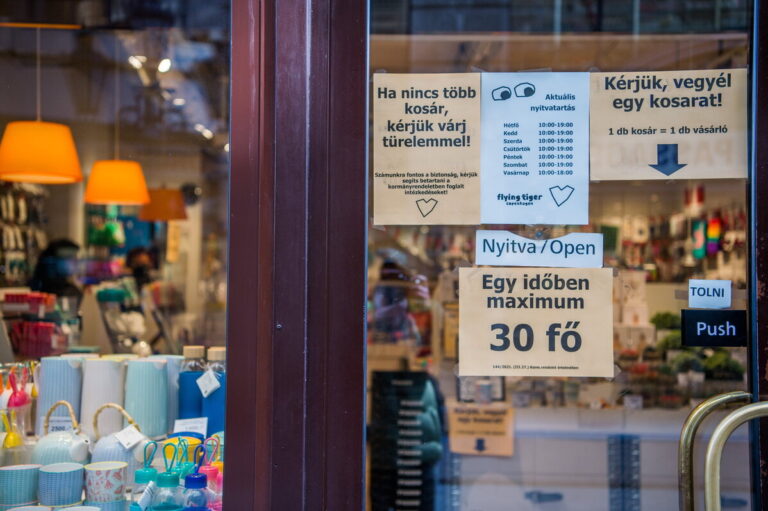 Ha nincs több
kosár,
kérjük várj
türelemmel!
Számunkra fontos a biztonság, kérjük
segíts betartani a
kormányrendeletben foglalt
intézkedéseket!
Aktuális
nyitvatartás
Hétfő 10:00-19:00
Kedd 10:00-19:00
Szerda 10:00-19:00
Csütörtök 10:00-19:00
Péntek 10:00-19:00
Szombat 10:00-19:00
Vasárnap 10:00-18:00
flying tiger
copenhagen
Kérjük, vegyél
egy kosarat!
1 db kosár = 1 db vásárló
Nyitva/Open
Egy időben
maximum
30 fő
TOLNI
Push